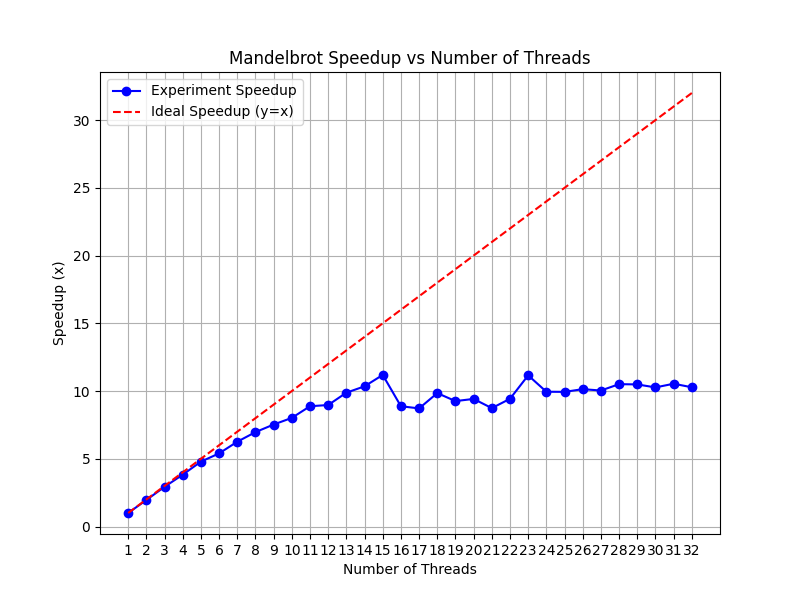 Mandelbrot Speedup vs Number of Threads
Experiment Speedup
Ideal Speedup (y=x)
Speedup (x)
30
25
20
15
10
5
0
1 2 3 4 5 6 7 8 9 10 11 12 13 14 15 16 17 18 19 20 21 22 23 24 25 26 27 28 29 30 31 32
Number of Threads